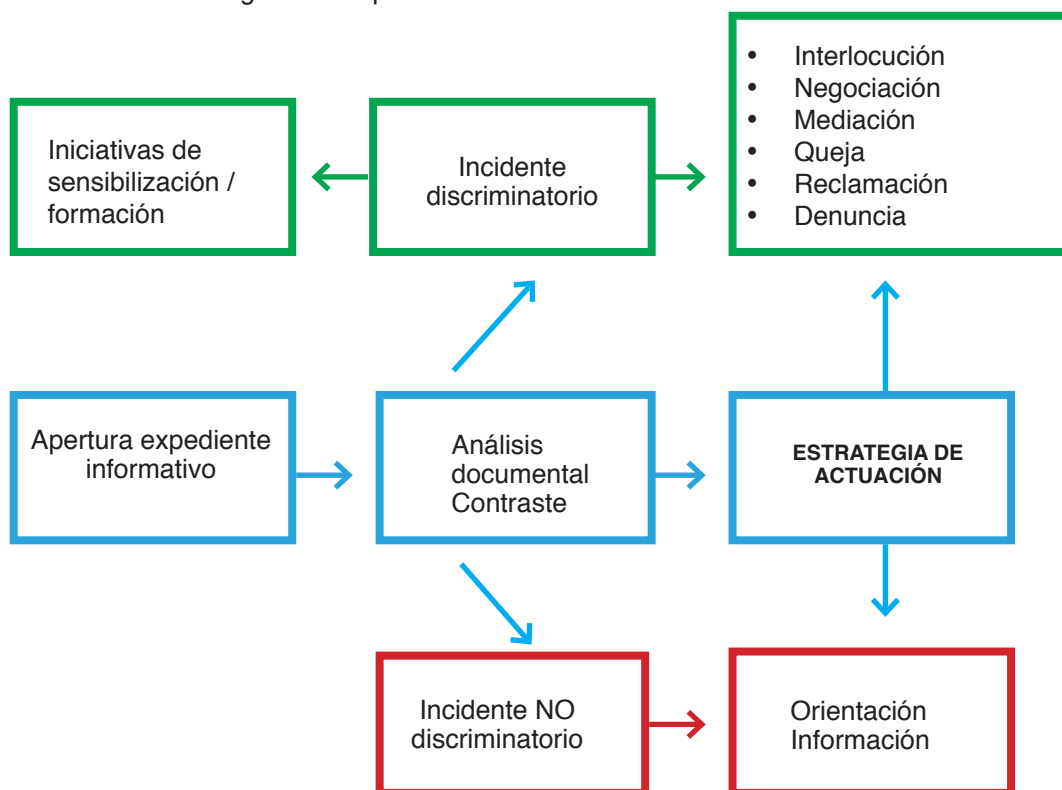 Iniciativas de
sensibilización /
formación
Incidente
discriminatorio
• Interlocución
• Negociación
• Mediación
• Queja
• Reclamación
• Denuncia
Apertura expediente
informativo
Análisis
documental
Contraste
ESTRATEGIA DE
ACTUACIÓN
Incidente NO
discriminatorio
Orientación
Información